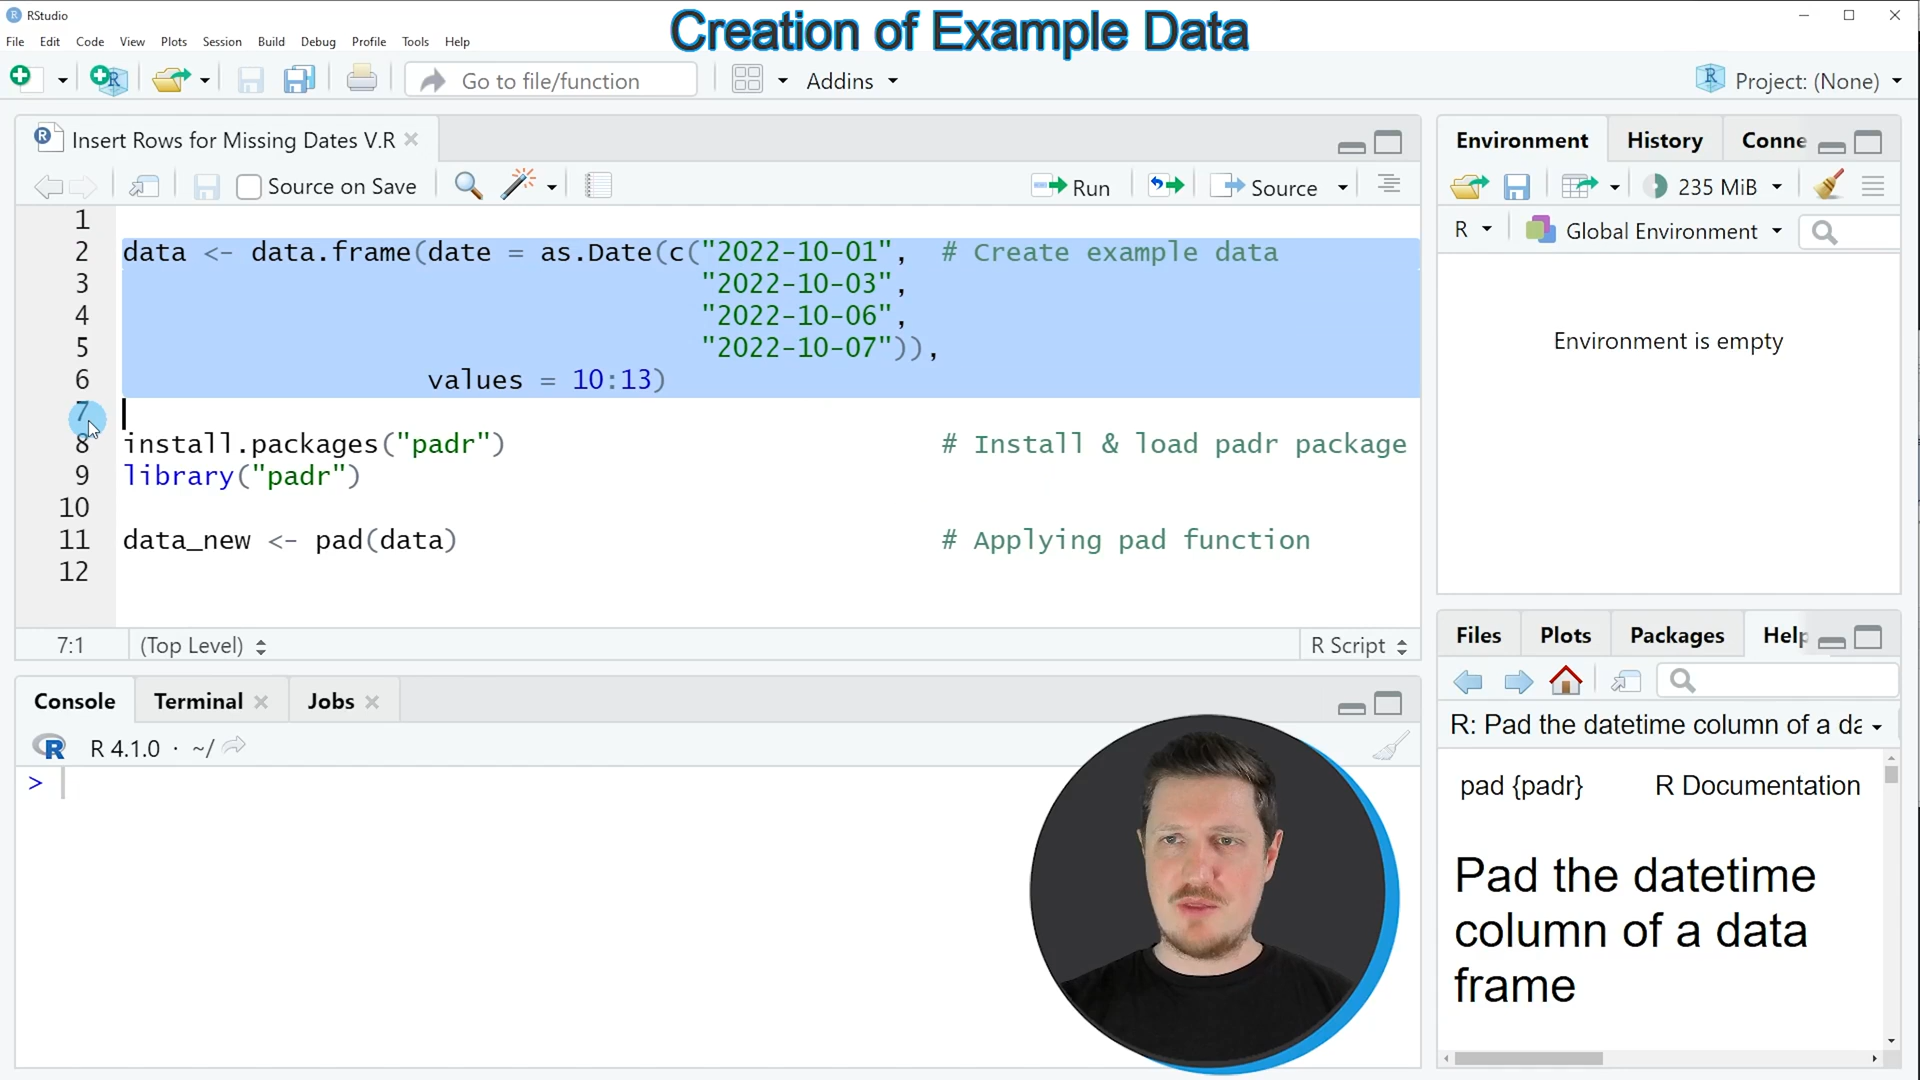 RStudio
Creation of Example Data
File Edit Code View Plots Session Build Debug Profile Tools Help
Go to file/function
Addins
Project: (None)
Insert Rows for Missing Dates V.R
Source on Save
Run
Source
1
2 data <- data.frame(date = as.Date(c("2022-10-01", # Create example data
3 "2022-10-03",
4 "2022-10-06",
5 "2022-10-07")),
6 values = 10:13)
7
8 install.packages("padr") # Install & load padr package
9 library("padr")
10
11 data_new <- pad(data) # Applying pad function
12
7:1 (Top Level) R Script
Console Terminal Jobs
R 4.1.0 · ~/
>
Environment History Conne
235 MiB
R Global Environment
Environment is empty
Files Plots Packages Help
R: Pad the datetime column of a da
pad {padr} R Documentation
Pad the datetime
column of a data
frame